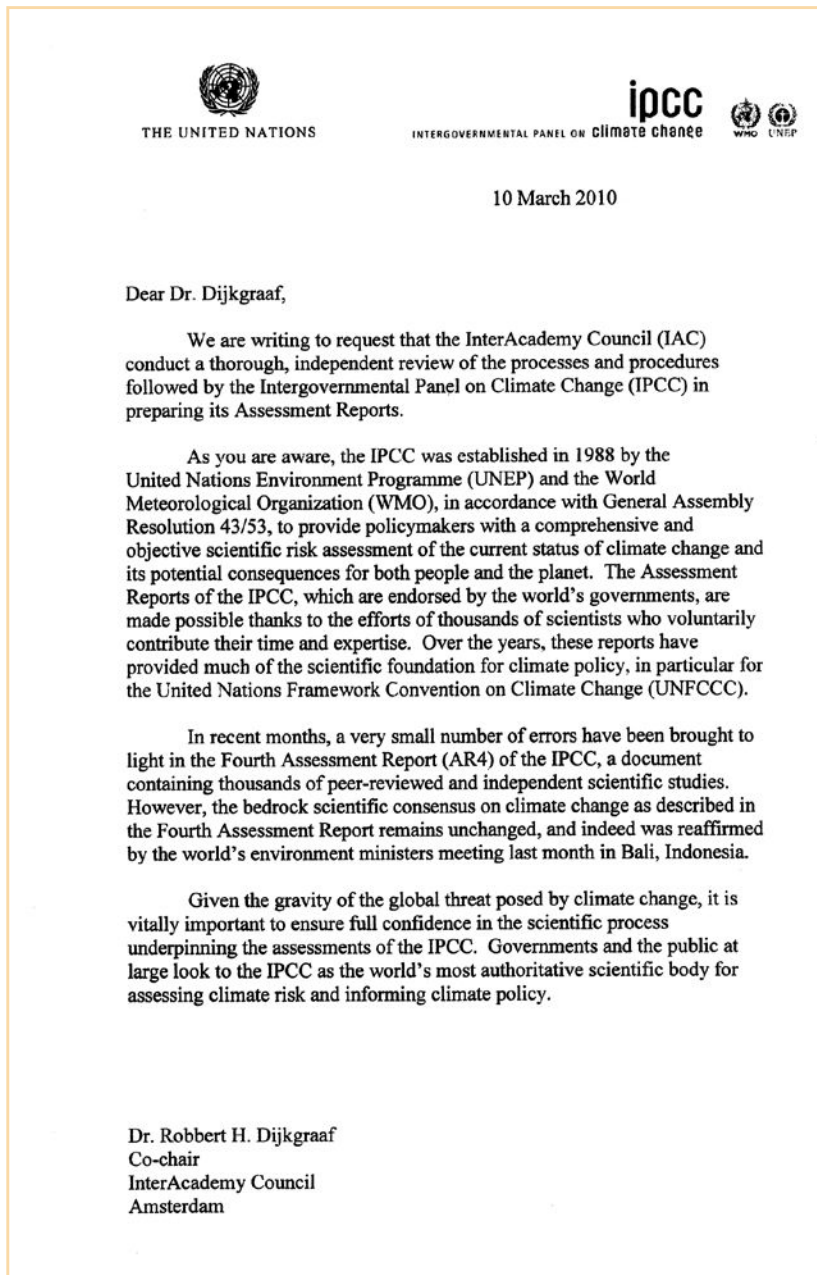 THE UNITED NATIONS
ipcc
INTERGOVERNMENTAL PANEL ON climate change
WMO UNEP
10 March 2010
Dear Dr. Dijkgraaf,
We are writing to request that the InterAcademy Council (IAC)
conduct a thorough, independent review of the processes and procedures
followed by the Intergovernmental Panel on Climate Change (IPCC) in
preparing its Assessment Reports.
As you are aware, the IPCC was established in 1988 by the
United Nations Environment Programme (UNEP) and the World
Meteorological Organization (WMO), in accordance with General Assembly
Resolution 43/53, to provide policymakers with a comprehensive and
objective scientific risk assessment of the current status of climate change and
its potential consequences for both people and the planet. The Assessment
Reports of the IPCC, which are endorsed by the world's governments, are
made possible thanks to the efforts of thousands of scientists who voluntarily
contribute their time and expertise. Over the years, these reports have
provided much of the scientific foundation for climate policy, in particular for
the United Nations Framework Convention on Climate Change (UNFCCC).
In recent months, a very small number of errors have been brought to
light in the Fourth Assessment Report (AR4) of the IPCC, a document
containing thousands of peer-reviewed and independent scientific studies.
However, the bedrock scientific consensus on climate change as described in
the Fourth Assessment Report remains unchanged, and indeed was reaffirmed
by the world's environment ministers meeting last month in Bali, Indonesia.
Given the gravity of the global threat posed by climate change, it is
vitally important to ensure full confidence in the scientific process
underpinning the assessments of the IPCC. Governments and the public at
large look to the IPCC as the world's most authoritative scientific body for
assessing climate risk and informing climate policy.
Dr. Robbert H. Dijkgraaf
Co-chair
InterAcademy Council
Amsterdam